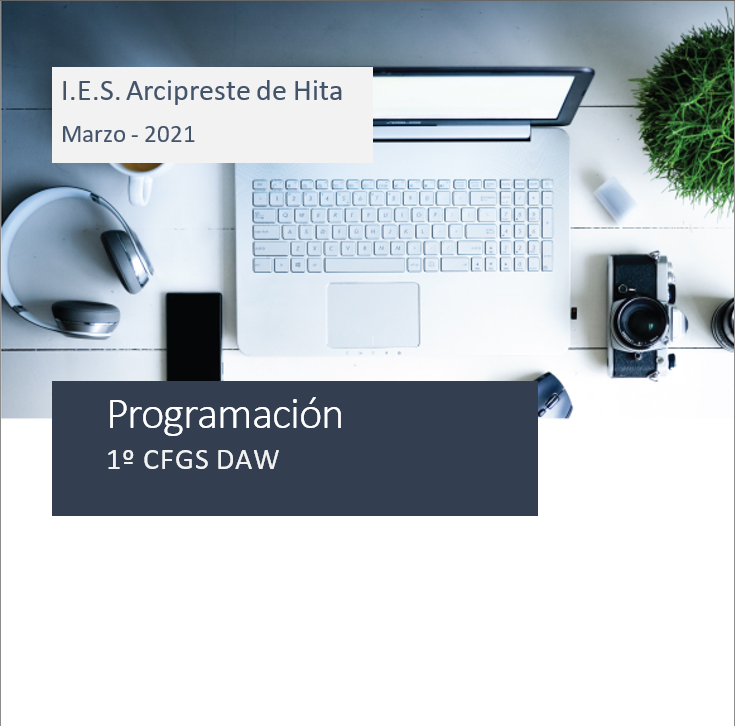 I.E.S. Arcipreste de Hita
Marzo - 2021
Programación
1º CFGS DAW